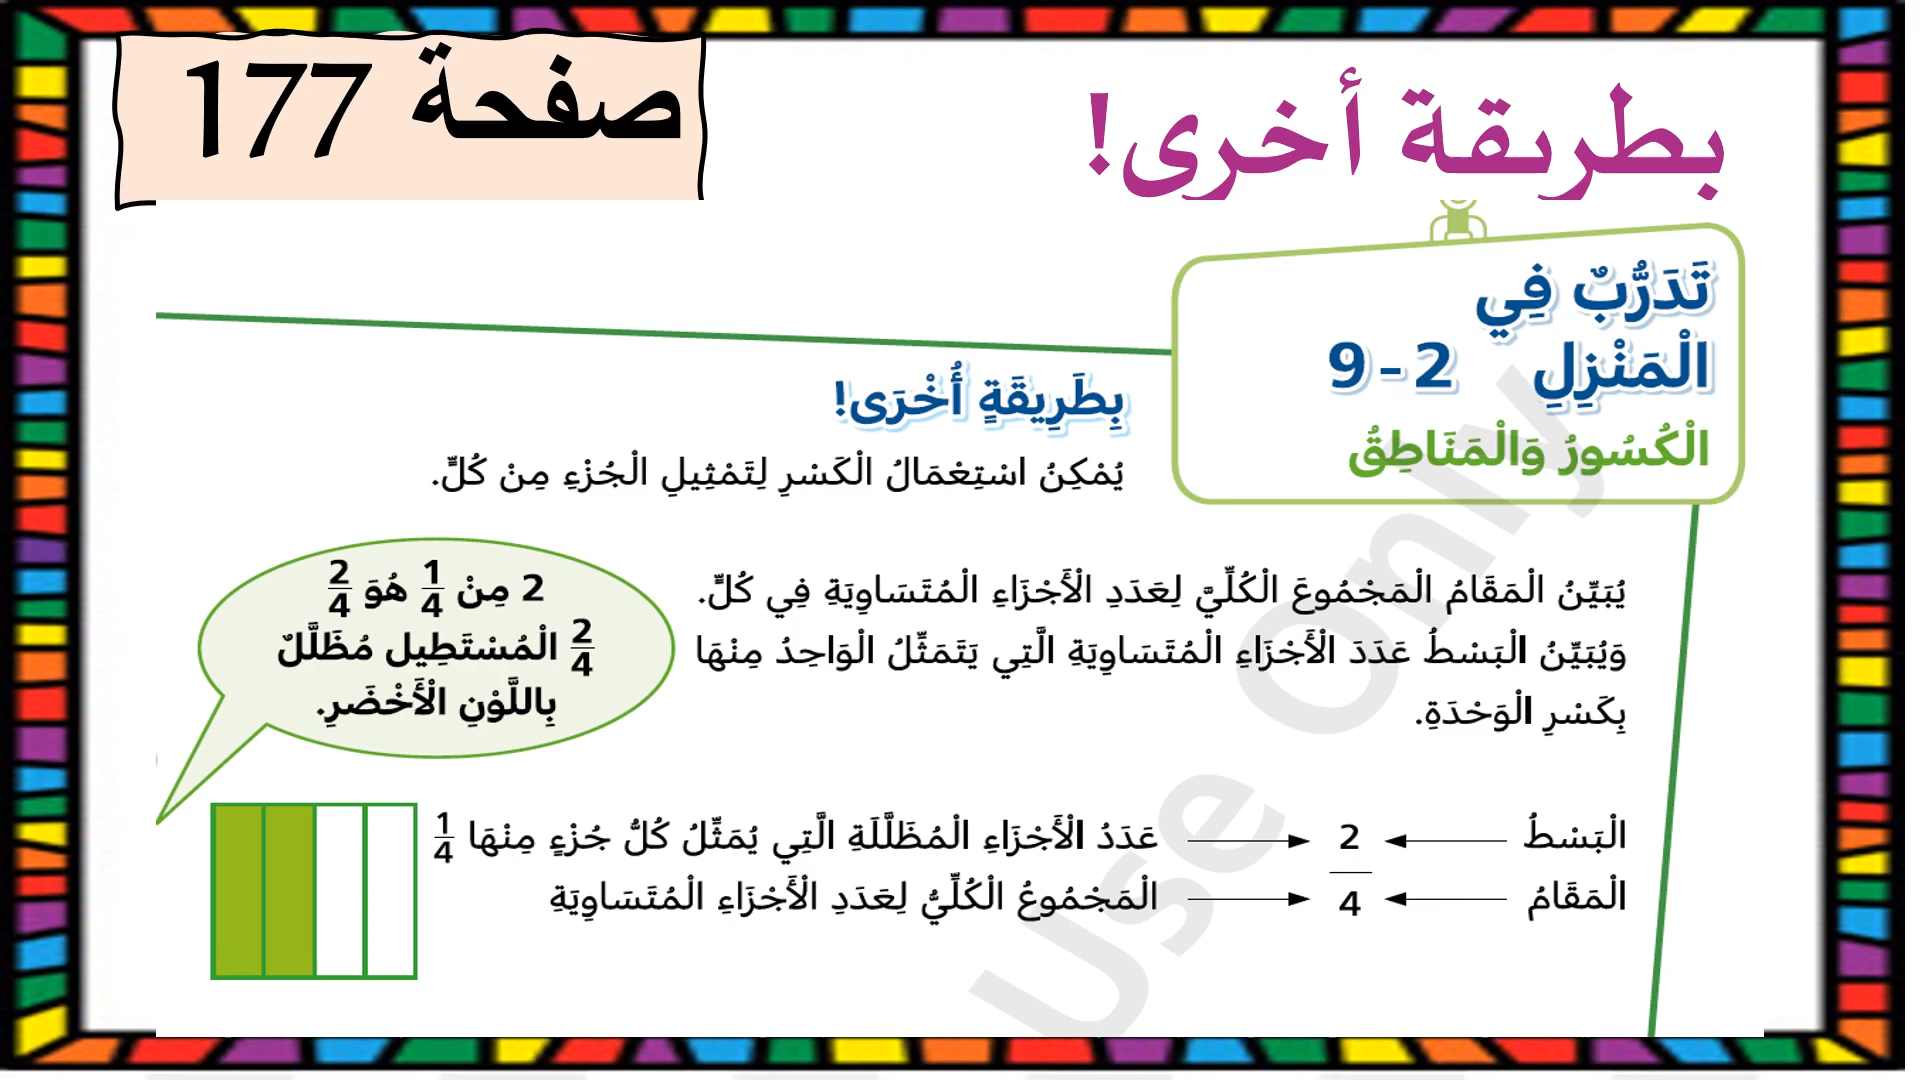 صفحة 177
بطريقة أخرى!
تَدَرُّبٌ فِي
الْمَنْزِلِ 2 - 9
الْكُسُورُ وَالْمَنَاطِقُ
بِطَرِيقَةٍ أُخْرَى!
يُمْكِنُ اسْتِعْمَالُ الْكَسْرِ لِتَمْثِيلِ الْجُزْءِ مِنْ كُلٍّ.
يُبَيِّنُ الْمَقَامُ الْمَجْمُوعَ الْكُلِّيَّ لِعَدَدِ الْأَجْزَاءِ الْمُتَسَاوِيَةِ فِي كُلٍّ.
وَيُبَيِّنُ الْبَسْطُ عَدَدَ الْأَجْزَاءِ الْمُتَسَاوِيَةِ الَّتِي يَتَمَثَّلُ الْوَاحِدُ مِنْهَا
بِكَسْرِ الْوَحْدَةِ.
2 مِنْ 1/4 هُوَ 2/4
2/4 الْمُسْتَطِيل مُظَلَّلٌ
بِاللَّوْنِ الْأَخْضَرِ.
الْبَسْطُ 2 عَدَدُ الْأَجْزَاءِ الْمُظَلَّلَةِ الَّتِي يُمَثِّلُ كُلُّ جُزْءٍ مِنْهَا 1/4
الْمَقَامُ 4 الْمَجْمُوعُ الْكُلِّيُّ لِعَدَدِ الْأَجْزَاءِ الْمُتَسَاوِيَةِ
Use Only